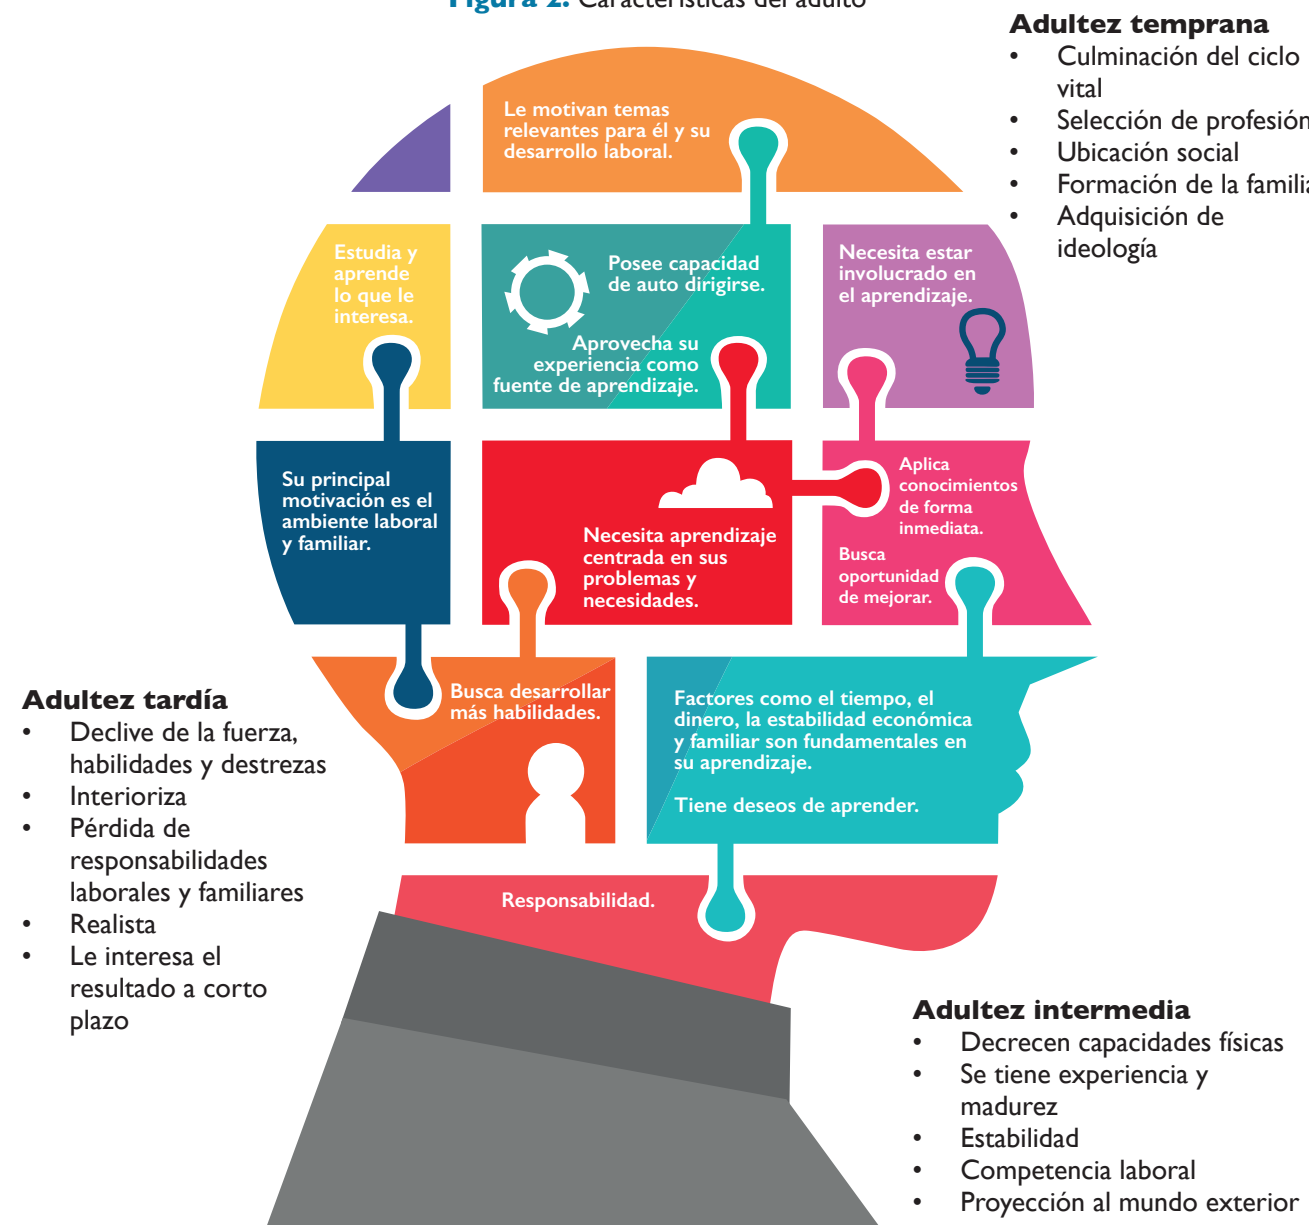 Figura 2. Características del adulto
Adultez temprana
• Culminación del ciclo
vital
• Selección de profesión
• Ubicación social
• Formación de la familia
• Adquisición de
ideología
Le motivan temas
relevantes para él y su
desarrollo laboral.
Estudia y
aprende
lo que le
interesa.
Posee capacidad
de auto dirigirse.
Aprovecha su
experiencia como
fuente de aprendizaje.
Necesita estar
involucrado en
el aprendizaje.
Su principal
motivación es el
ambiente laboral
y familiar.
Necesita aprendizaje
centrada en sus
problemas y
necesidades.
Aplica
conocimientos
de forma
inmediata.
Busca
oportunidad
de mejorar.
Adultez tardía
• Declive de la fuerza,
habilidades y destrezas
• Interioriza
• Pérdida de
responsabilidades
laborales y familiares
• Realista
• Le interesa el
resultado a corto
plazo
Busca desarrollar
más habilidades.
Factores como el tiempo, el
dinero, la estabilidad económica
y familiar son fundamentales en
su aprendizaje.
Tiene deseos de aprender.
Responsabilidad.
Adultez intermedia
• Decrecen capacidades físicas
• Se tiene experiencia y
madurez
• Estabilidad
• Competencia laboral
• Proyección al mundo exterior